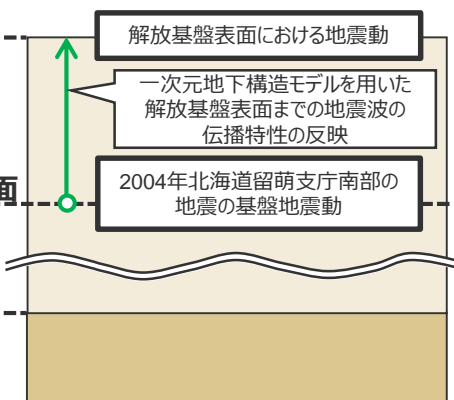 解放基盤表面における地震動
一次元地下構造モデルを用いた
解放基盤表面までの地震波の
伝播特性の反映
面
2004年北海道留萌支庁南部の
地震の基盤地震動